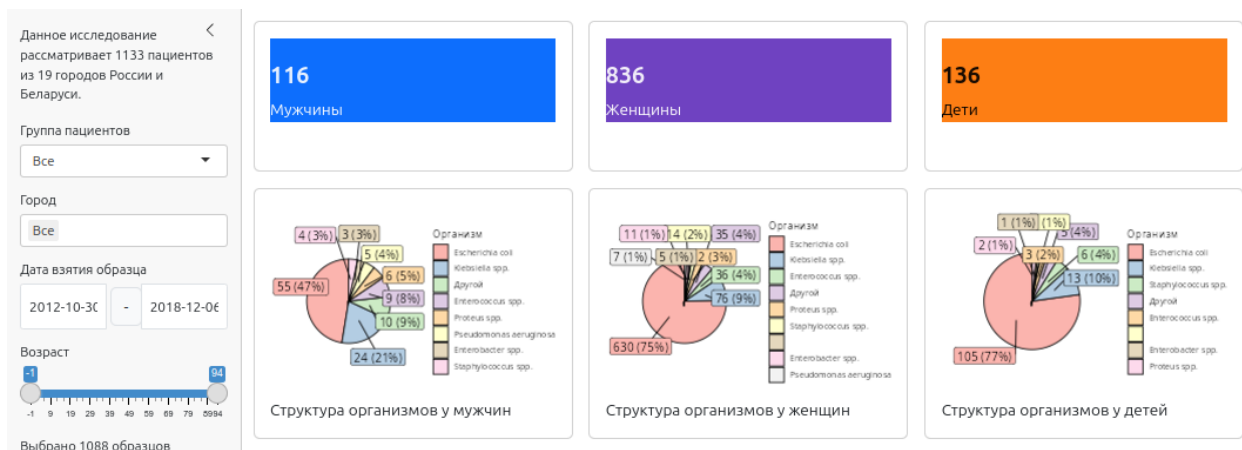 Данное исследование
рассматривает 1133 пациентов
из 19 городов России и
Беларуси.
Группа пациентов
Все
Город
Все
Дата взятия образца
2012-10-30
-
2018-12-06
Возраст
-1
94
-1 9 19 29 39 49 59 69 79 8994
Выбрано 1088 образцов
116
Мужчины
836
Женщины
136
Дети
4 (3%)
3 (3%)
5 (4%)
6 (5%)
9 (8%)
10 (9%)
24 (21%)
55 (47%)
Организм
Escherichia coli
Klebsiella spp.
Другой
Enterococcus spp.
Proteus spp.
Pseudomonas aeruginosa
Enterobacter spp.
Staphylococcus spp.
Структура организмов у мужчин
11 (1%)
14 (2%)
35 (4%)
7 (1%)
5 (1%)
2 (3%)
36 (4%)
76 (9%)
630 (75%)
Организм
Escherichia coli
Klebsiella spp.
Enterococcus spp.
Другой
Proteus spp.
Staphylococcus spp.
Enterobacter spp.
Pseudomonas aeruginosa
Структура организмов у женщин
1 (1%)
(1%)
5 (4%)
2 (1%)
3 (2%)
6 (4%)
13 (10%)
105 (77%)
Организм
Escherichia coli
Klebsiella spp.
Staphylococcus spp.
Другой
Enterococcus spp.
Enterobacter spp.
Proteus spp.
Структура организмов у детей